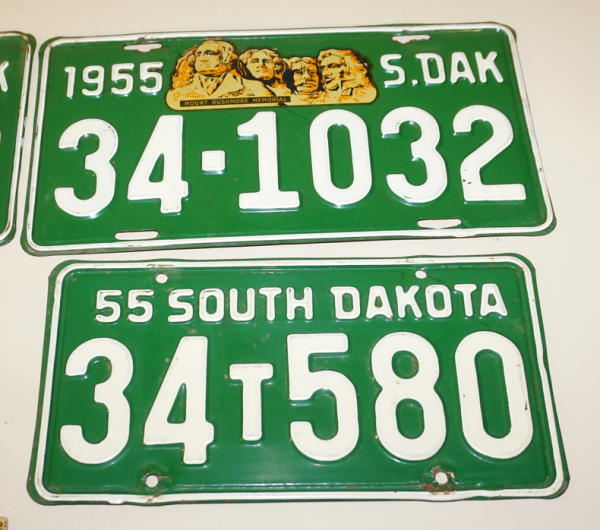 1955 S.DAK
MOUNT RUSHMORE MEMORIAL
34·1032
55 SOUTH DAKOTA
34T580